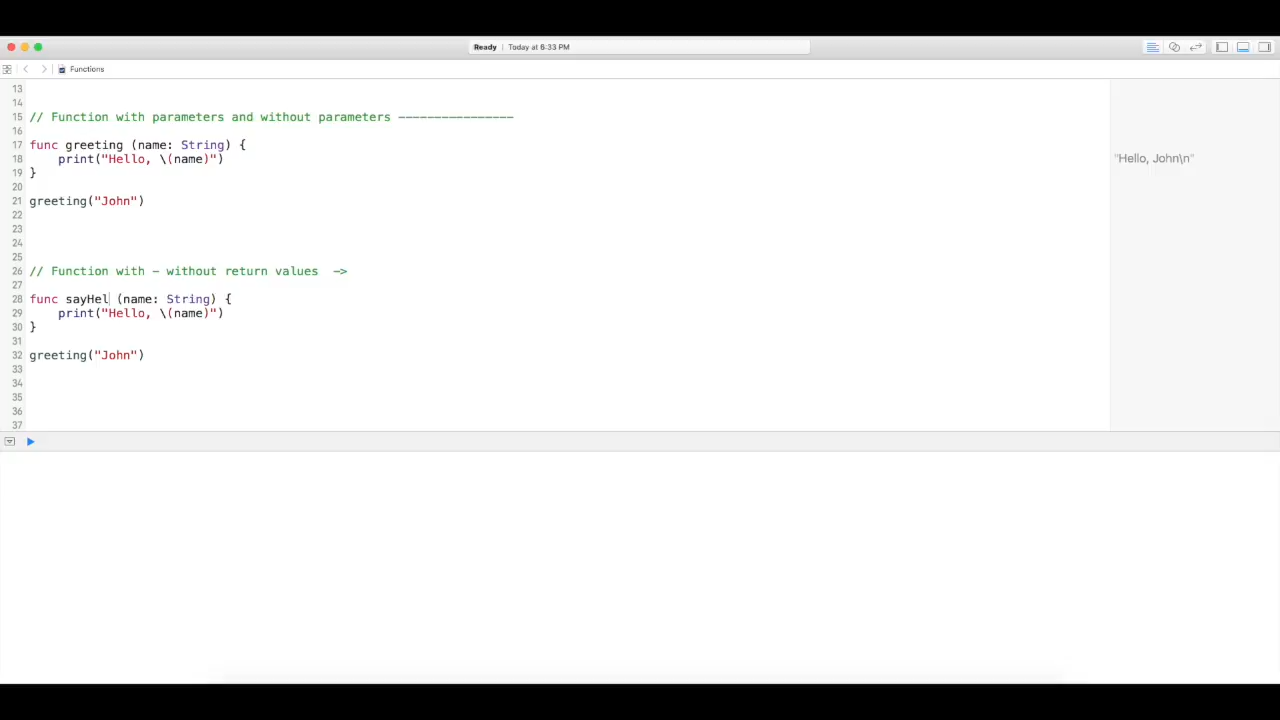 Ready | Today at 6:33 PM
Functions
13
14
15 // Function with parameters and without parameters ----------------
16
17 func greeting (name: String) {
18     print("Hello, \(name)")
"Hello, John\n"
19 }
20
21 greeting("John")
22
23
24
25
26 // Function with - without return values  ->
27
28 func sayHel (name: String) {
29     print("Hello, \(name)")
30 }
31
32 greeting("John")
33
34
35
36
37